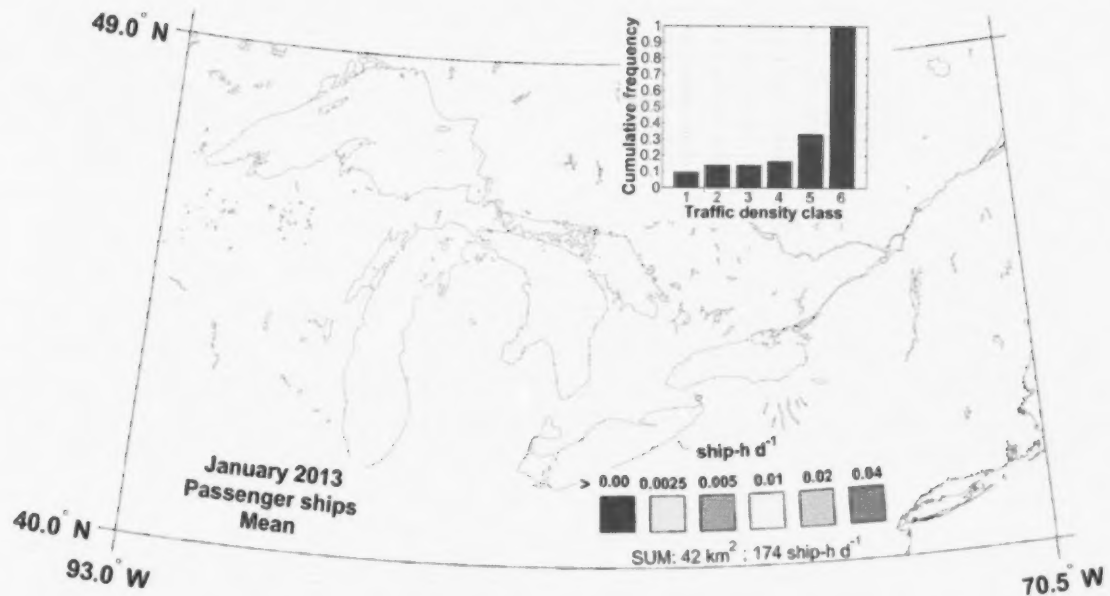 49.0° N
Cumulative frequency
1
0.9
0.8
0.7
0.6
0.5
0.4
0.3
0.2
0.1
0
1 2 3 4 5 6
Traffic density class
January 2013
Passenger ships
Mean
ship-h d⁻¹
> 0.00 0.0025 0.005 0.01 0.02 0.04
SUM: 42 km² ; 174 ship-h d⁻¹
40.0° N
93.0° W
70.5° W